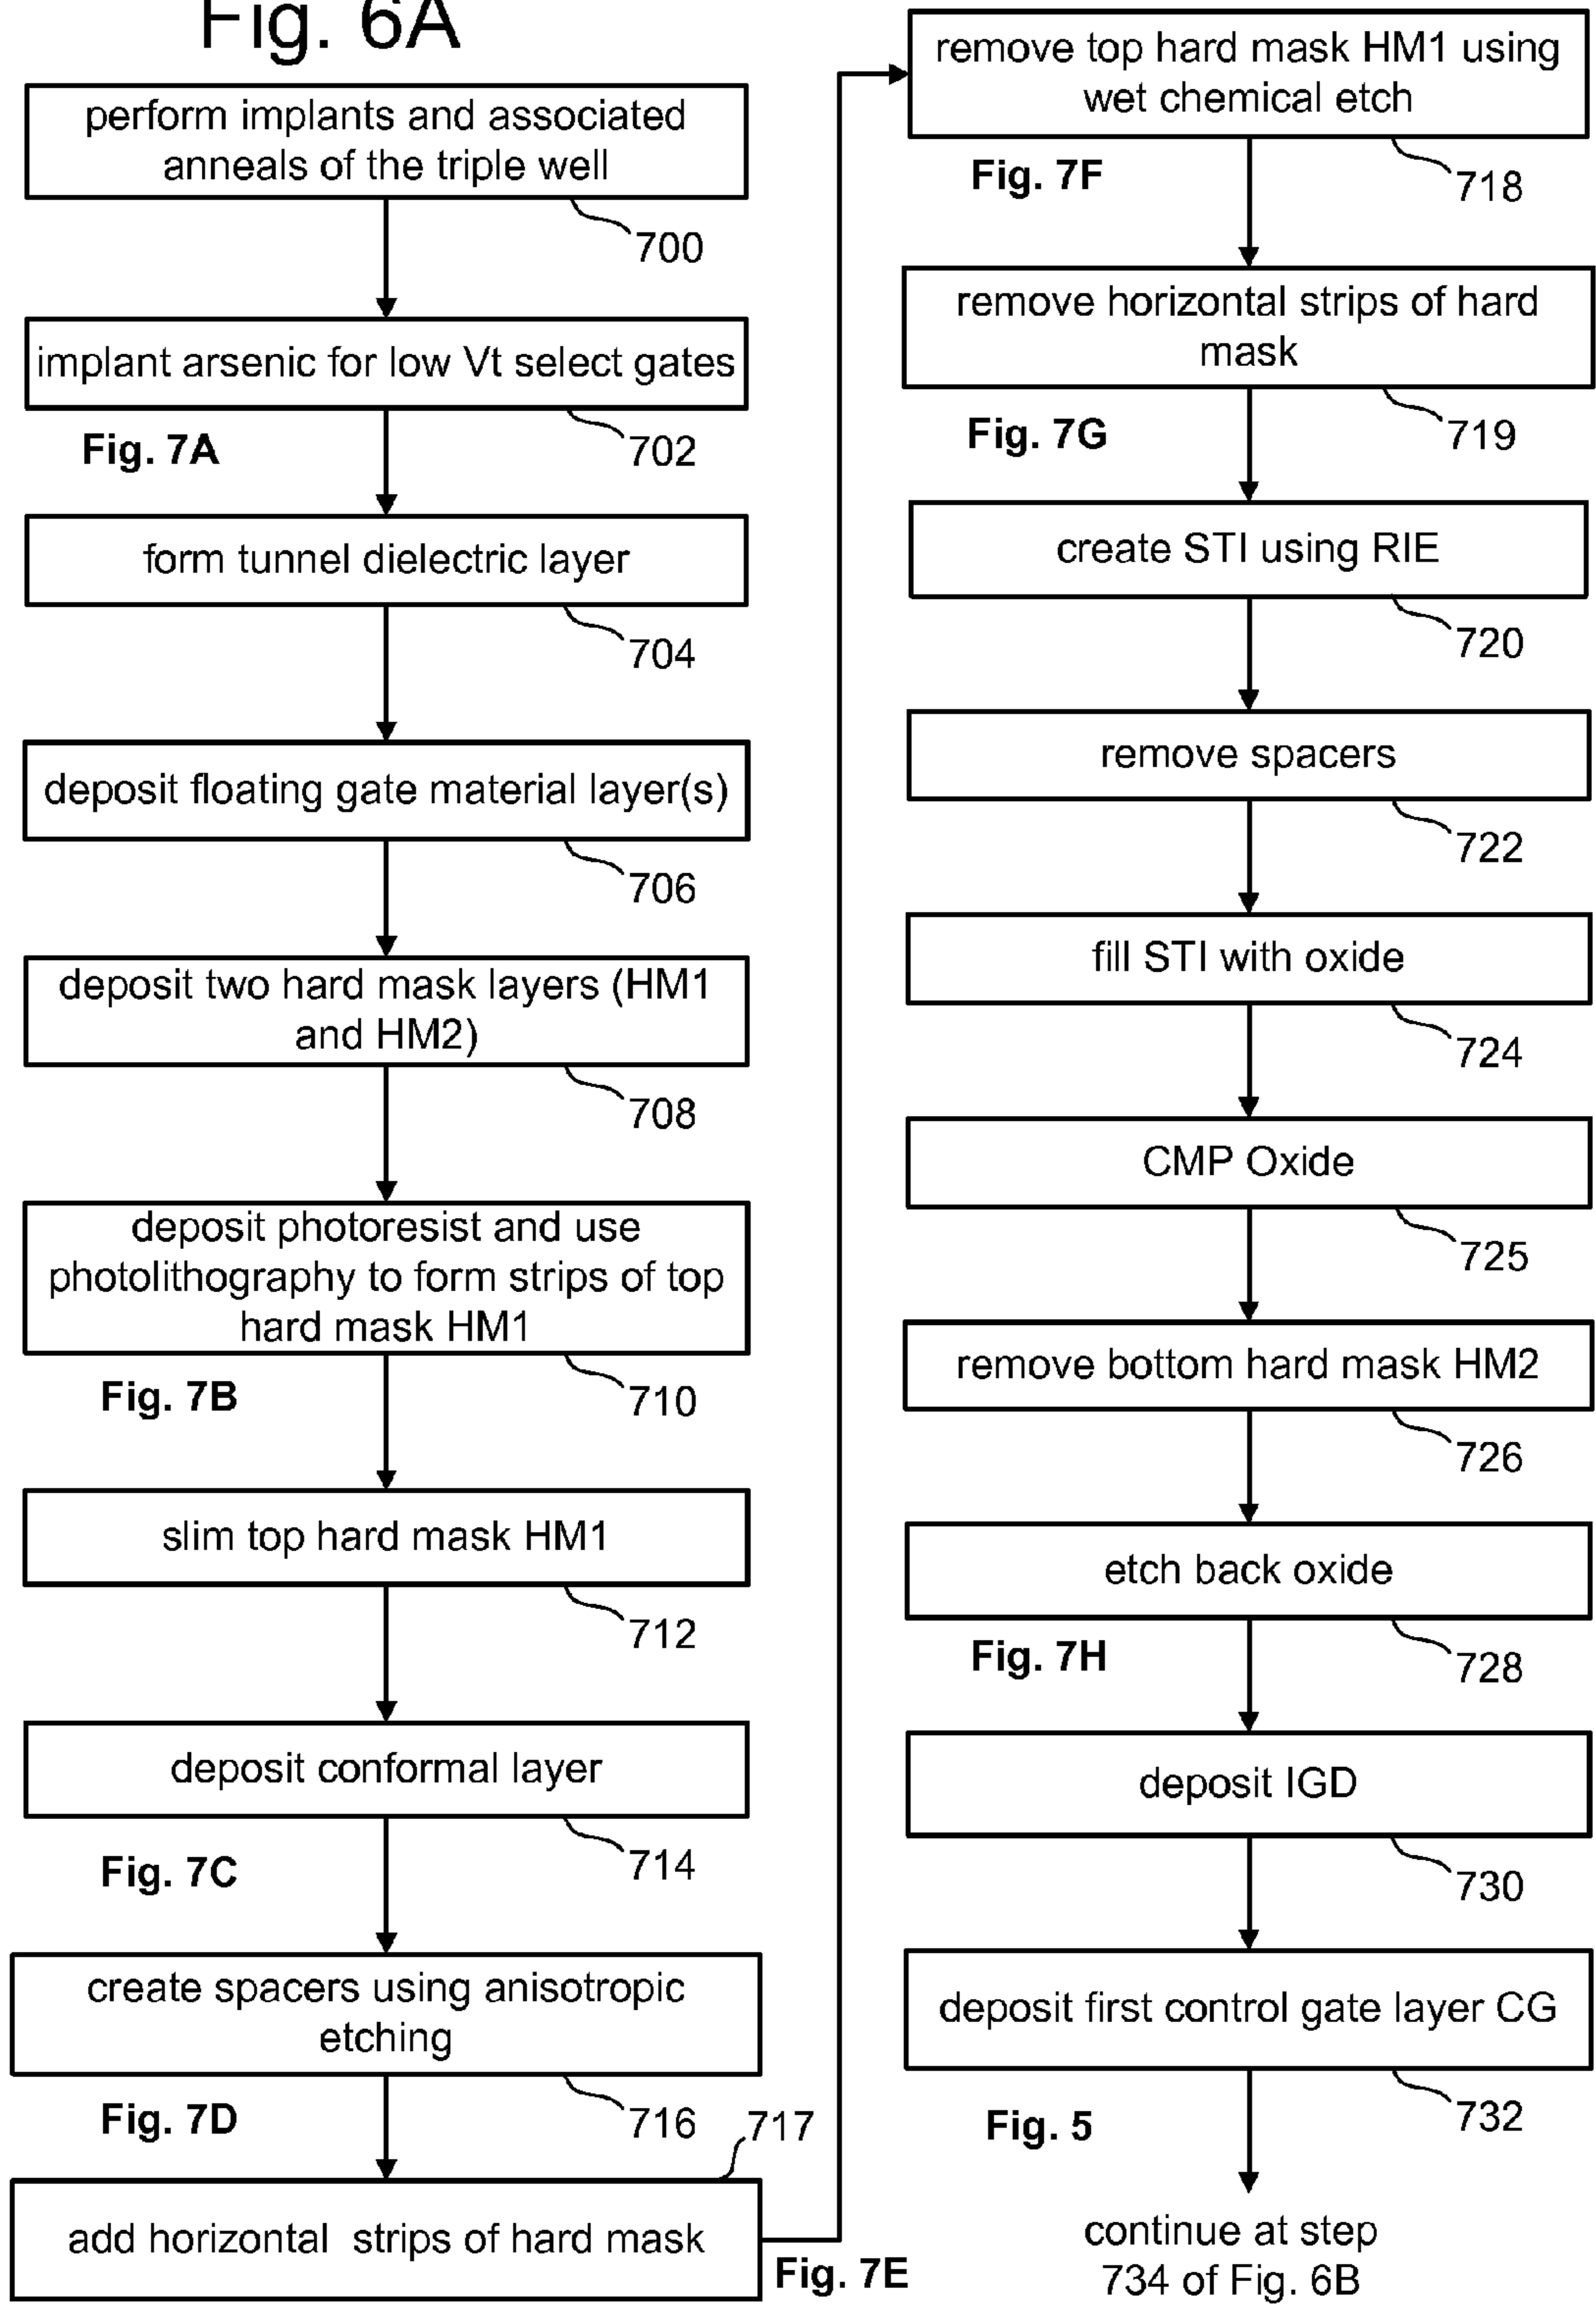 Fig. 6A
perform implants and associated
anneals of the triple well
700
implant arsenic for low Vt select gates
Fig. 7A
702
form tunnel dielectric layer
704
deposit floating gate material layer(s)
706
deposit two hard mask layers (HM1
and HM2)
708
deposit photoresist and use
photolithography to form strips of top
hard mask HM1
Fig. 7B
710
slim top hard mask HM1
712
deposit conformal layer
Fig. 7C
714
create spacers using anisotropic
etching
Fig. 7D
716
717
add horizontal strips of hard mask
Fig. 7E
remove top hard mask HM1 using
wet chemical etch
Fig. 7F
718
remove horizontal strips of hard
mask
Fig. 7G
719
create STI using RIE
720
remove spacers
722
fill STI with oxide
724
CMP Oxide
725
remove bottom hard mask HM2
726
etch back oxide
Fig. 7H
728
deposit IGD
730
deposit first control gate layer CG
Fig. 5
732
continue at step
734 of Fig. 6B